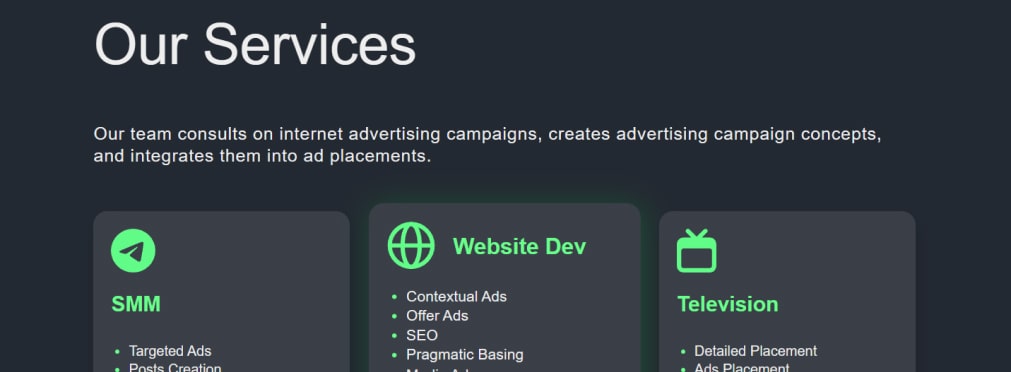 Our Services
Our team consults on internet advertising campaigns, creates advertising campaign concepts,
and integrates them into ad placements.
SMM
Targeted Ads
Posts Creation
Website Dev
Contextual Ads
Offer Ads
SEO
Pragmatic Basing
Television
Detailed Placement
Ads Placement